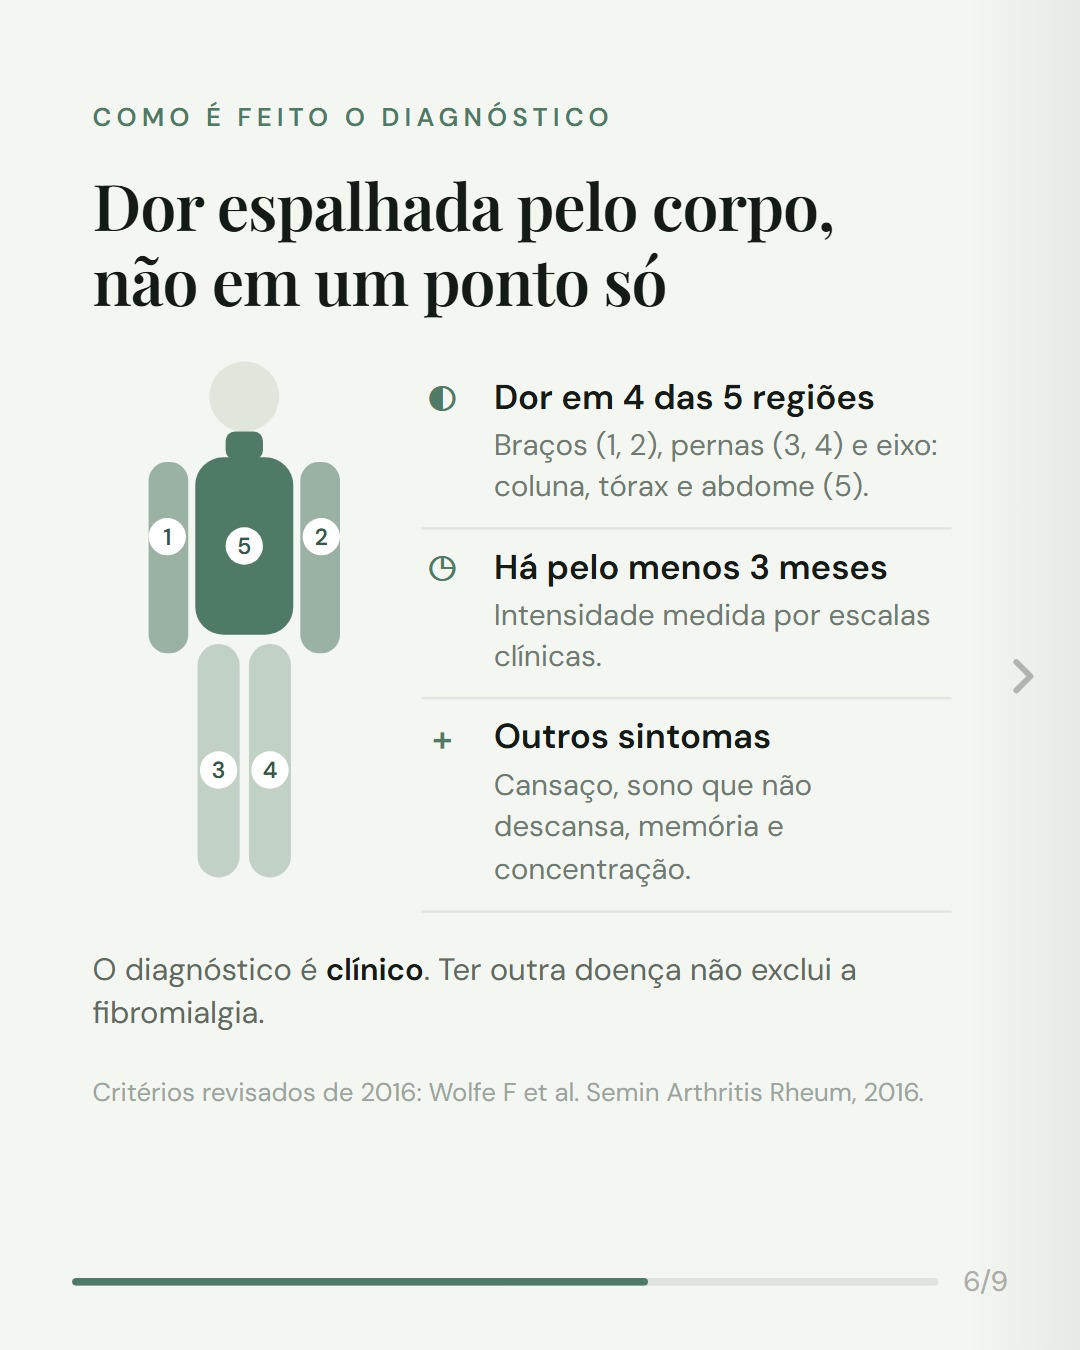 COMO É FEITO O DIAGNÓSTICO
Dor espalhada pelo corpo,
não em um ponto só
1
5
2
3
4
Dor em 4 das 5 regiões
Braços (1, 2), pernas (3, 4) e eixo:
coluna, tórax e abdome (5).
Há pelo menos 3 meses
Intensidade medida por escalas
clínicas.
+
Outros sintomas
Cansaço, sono que não
descansa, memória e
concentração.
O diagnóstico é clínico. Ter outra doença não exclui a
fibromialgia.
Critérios revisados de 2016: Wolfe F et al. Semin Arthritis Rheum, 2016.
6/9